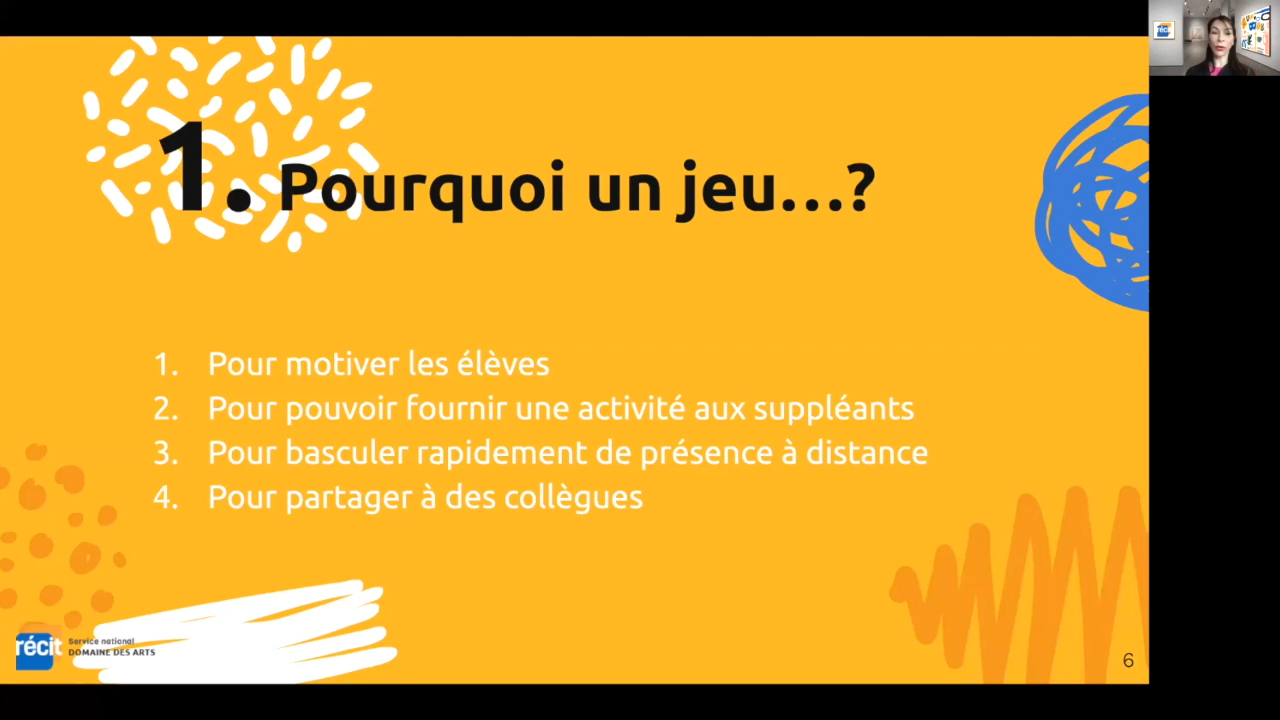 1. Pourquoi un jeu...?
1. Pour motiver les élèves
2. Pour pouvoir fournir une activité aux suppléants
3. Pour basculer rapidement de présence à distance
4. Pour partager à des collègues
récit
Service national
DOMAINE DES ARTS
6
récit